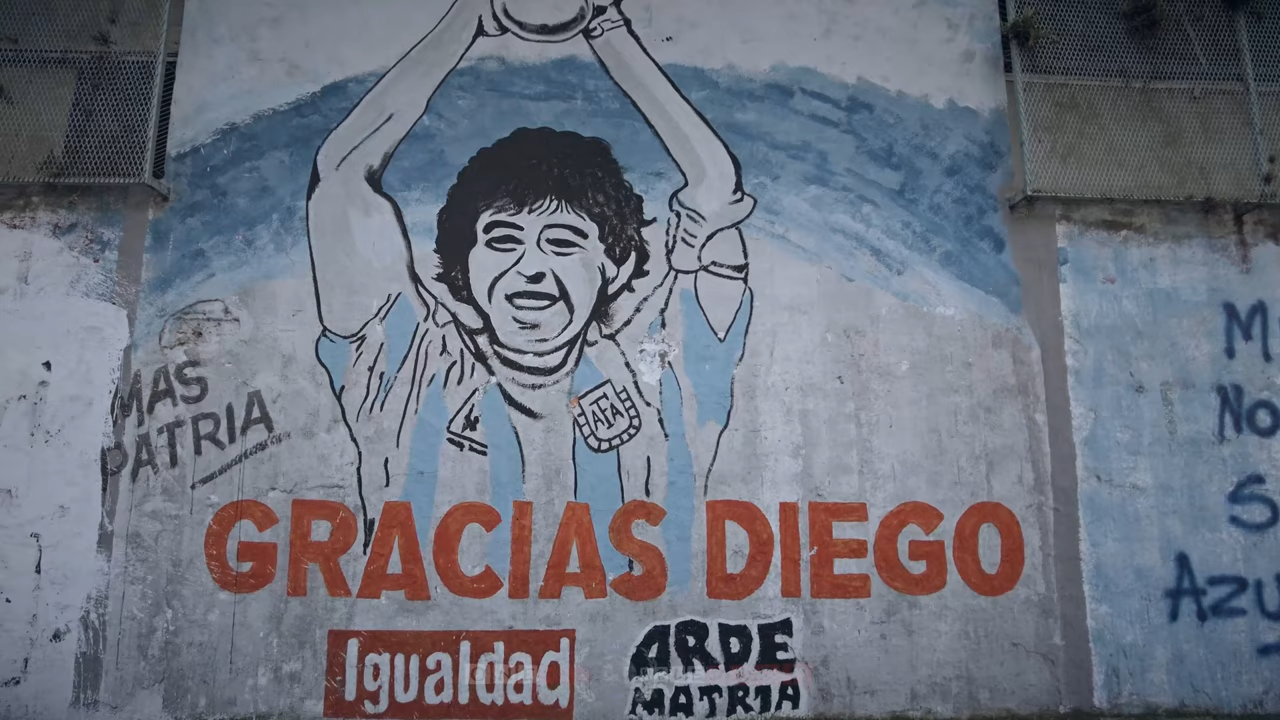 MAS
PATRIA
AFA
GRACIAS DIEGO
Igualdad
ARDE
MATRIA
M
No
S
Azu